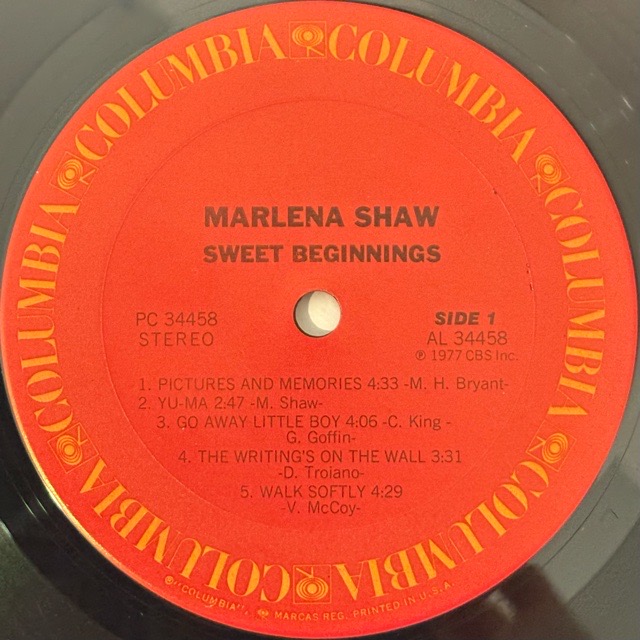 COLUMBIA COLUMBIA COLUMBIA COLUMBIA COLUMBIA COLUMBIA
MARLENA SHAW
SWEET BEGINNINGS
PC 34458
STEREO
SIDE 1
AL 34458
℗ 1977 CBS Inc.
1. PICTURES AND MEMORIES 4:33 -M. H. Bryant-
2. YU-MA 2:47 -M. Shaw-
3. GO AWAY LITTLE BOY 4:06 -C. King -
G. Goffin-
4. THE WRITING'S ON THE WALL 3:31
-D. Troiano-
5. WALK SOFTLY 4:29
-V. McCoy-
®"COLUMBIA", MARCAS REG. PRINTED IN U.S.A.